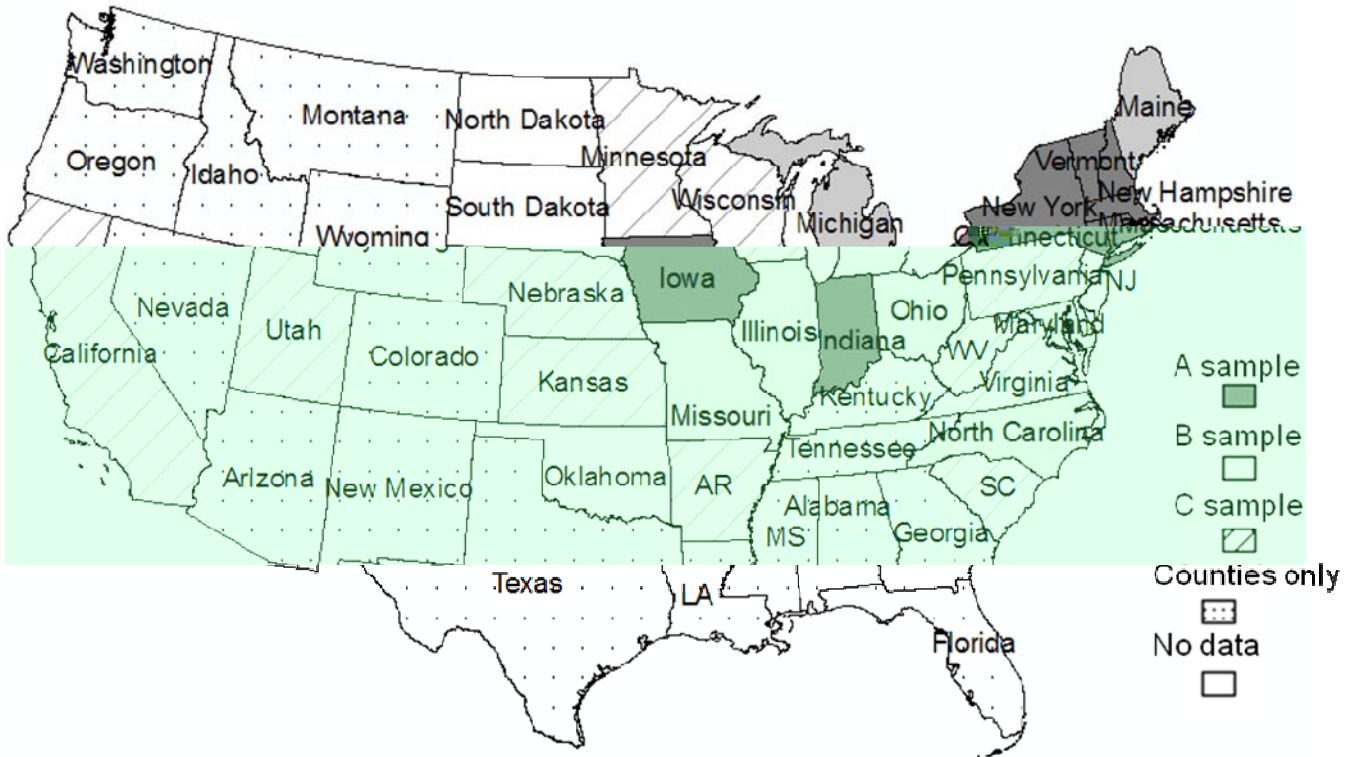 Washington
Montana
North Dakota
Minnesota
Maine
Oregon
Idaho
Vermont
Wisconsin
New Hampshire
South Dakota
Michigan
New York
Massachusetts
Wyoming
Iowa
Pennsylvania
NJ
Nebraska
Nevada
Ohio
Utah
Illinois
Indiana
Maryland
California
Colorado
WV
Kansas
Virginia
A sample
Kentucky
Missouri
North Carolina
B sample
Tennessee
Arizona
New Mexico
Oklahoma
AR
SC
Alabama
C sample
MS
Georgia
Texas
LA
Counties only
Florida
No data